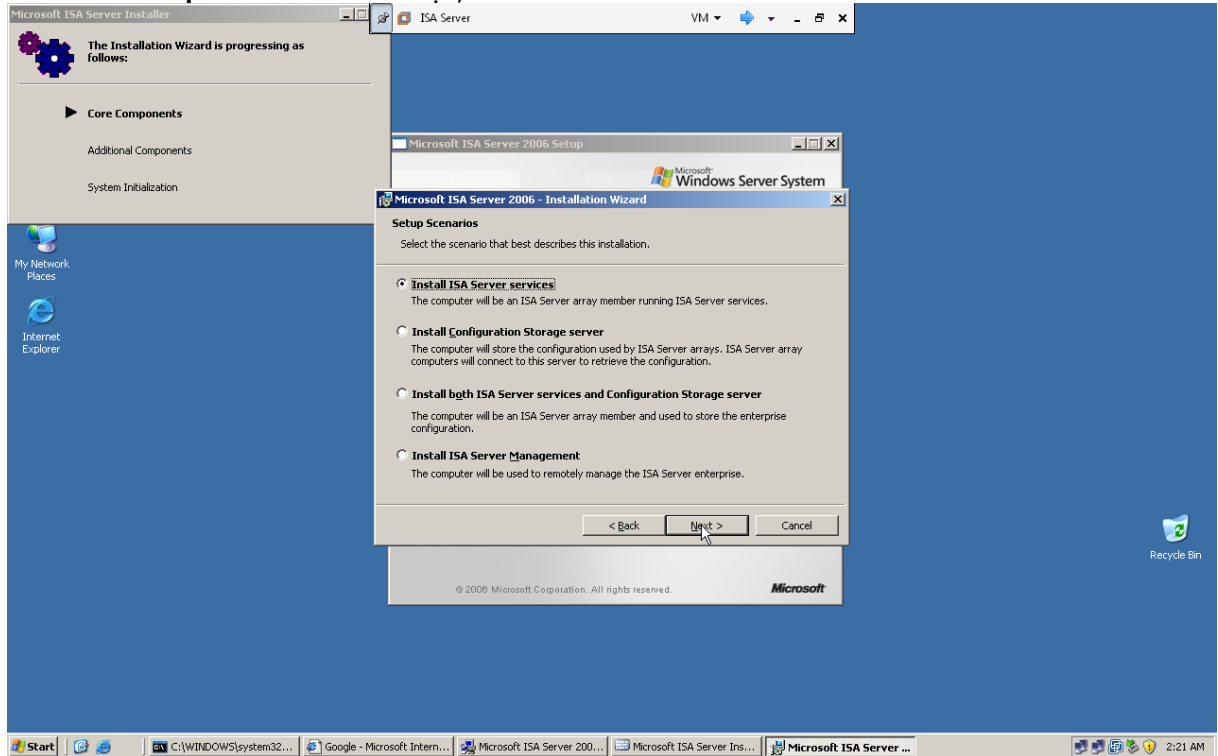 Microsoft ISA Server Installer
ISA Server
VM
The Installation Wizard is progressing as
follows:
Core Components
Additional Components
System Initialization
My Network
Places
Internet
Explorer
Microsoft ISA Server 2006 Setup
Microsoft
Windows Server System
Microsoft ISA Server 2006 - Installation Wizard
Setup Scenarios
Select the scenario that best describes this installation.
Install ISA Server services
The computer will be an ISA Server array member running ISA Server services.
Install Configuration Storage server
The computer will store the configuration used by ISA Server arrays. ISA Server array
computers will connect to this server to retrieve the configuration.
Install both ISA Server services and Configuration Storage server
The computer will be an ISA Server array member and used to store the enterprise
configuration.
Install ISA Server Management
The computer will be used to remotely manage the ISA Server enterprise.
< Back
Next >
Cancel
Recycle Bin
© 2006 Microsoft Corporation. All rights reserved.
Microsoft
Start
C:\WINDOWS\system32...
Google - Microsoft Intern...
Microsoft ISA Server 200...
Microsoft ISA Server Ins...
Microsoft ISA Server ...
2:21 AM